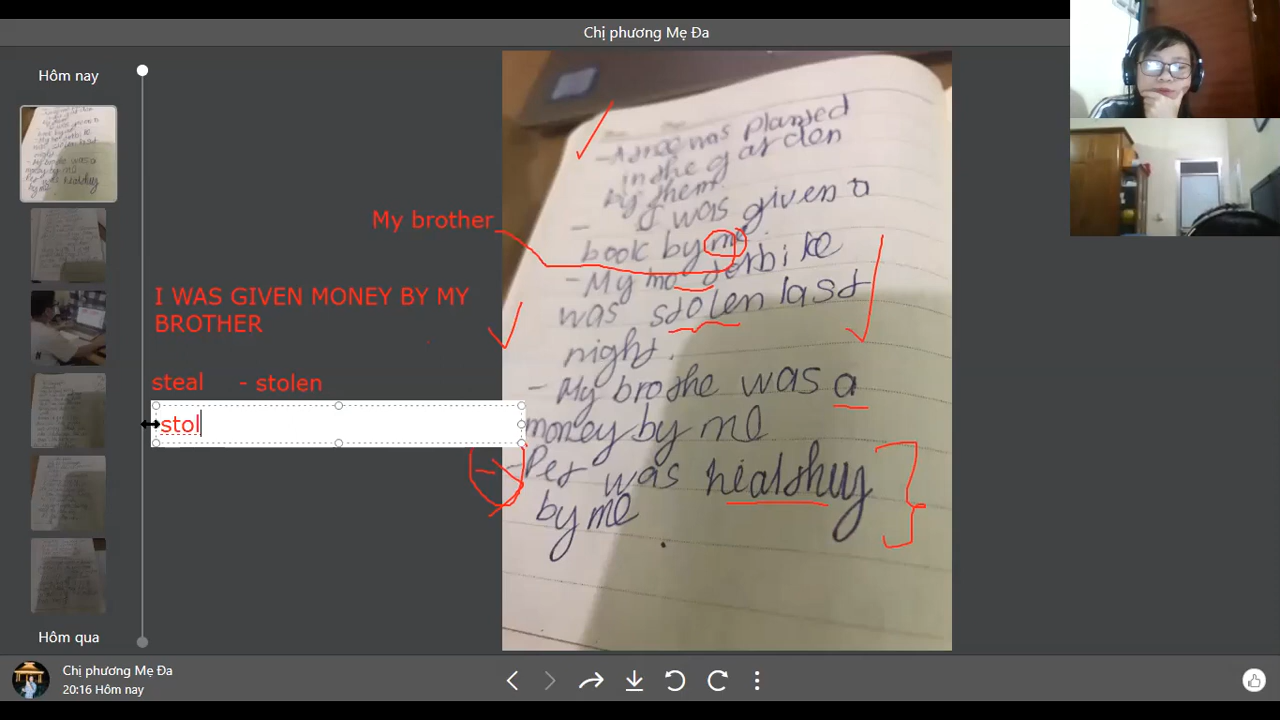 Chị phương Mẹ Đa
Hôm nay
My brother
I WAS GIVEN MONEY BY MY
BROTHER
steal - stolen
stol
- A tree was planted
in the garden
by them.
- I was given a
book by me.
- My motorbike
was stolen last
night.
- My brothe was a
money by me
- Pet was
by me
Hôm qua
Chị phương Mẹ Đa
20:16 Hôm nay